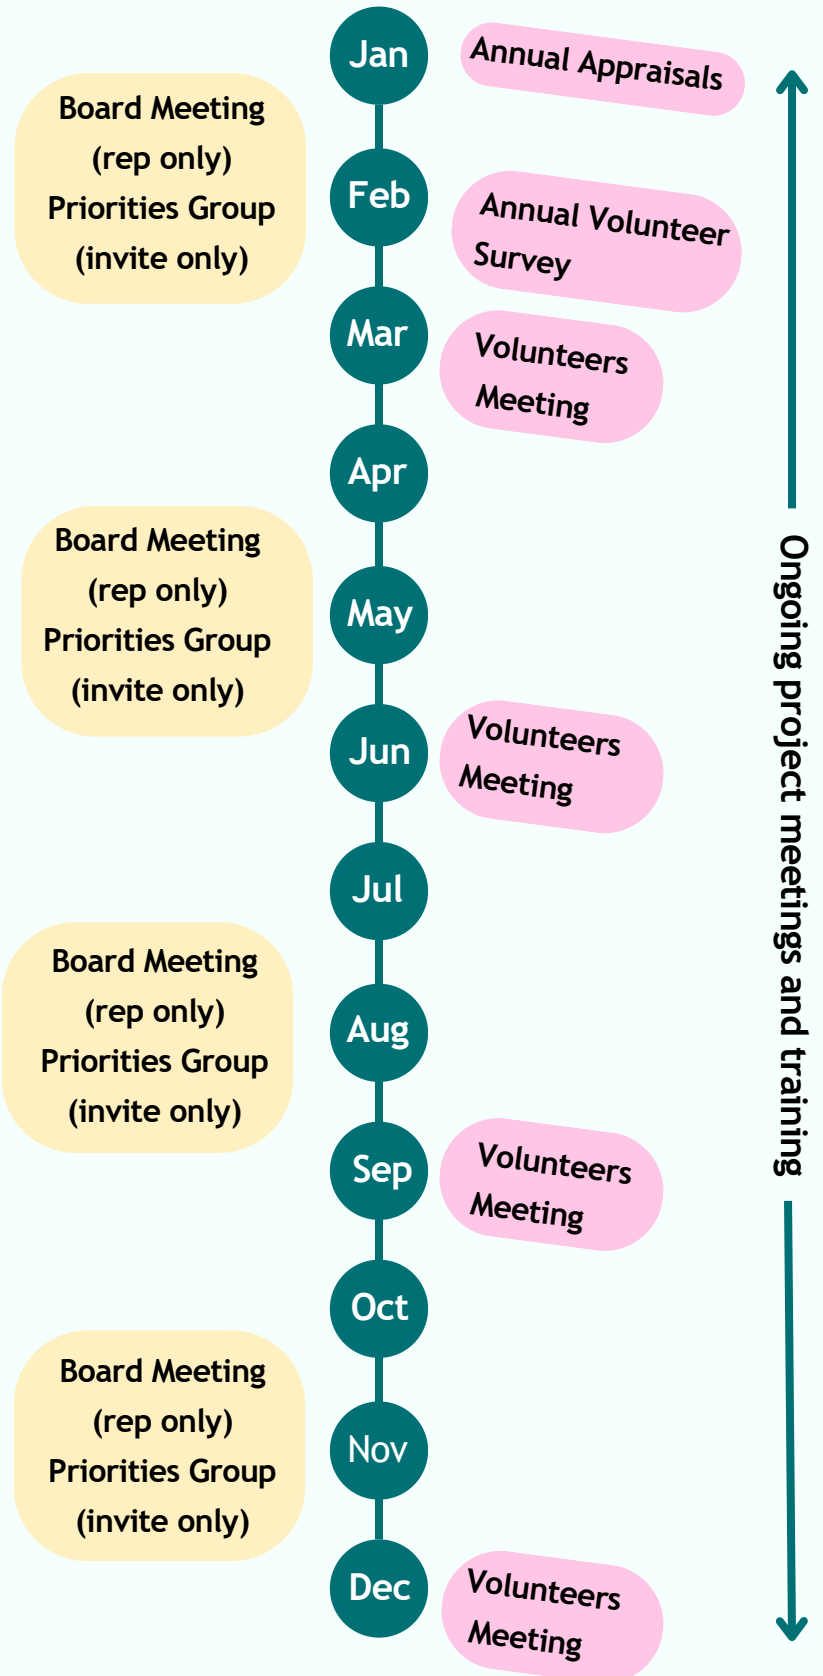 Jan
Annual Appraisals
Board Meeting
(rep only)
Priorities Group
(invite only)
Feb
Annual Volunteer
Survey
Mar
Volunteers
Meeting
Apr
Board Meeting
(rep only)
Priorities Group
(invite only)
May
Jun
Volunteers
Meeting
Jul
Board Meeting
(rep only)
Priorities Group
(invite only)
Aug
Sep
Volunteers
Meeting
Oct
Board Meeting
(rep only)
Priorities Group
(invite only)
Nov
Dec
Volunteers
Meeting
Ongoing project meetings and training